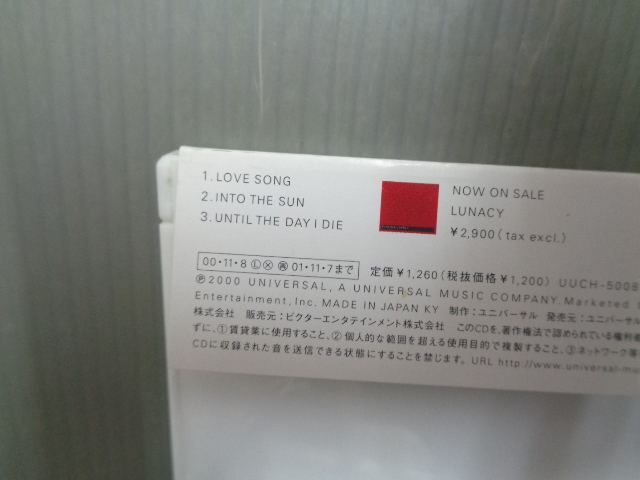 1. LOVE SONG
2. INTO THE SUN
3. UNTIL THE DAY I DIE
NOW ON SALE
LUNACY
¥2,900(tax excl.)
00・11・8 Ⓛ Ⓧ ㊕ 01・11・7まで
定価¥1,260(税抜価格¥1,200) UUCH-5008
Ⓟ2000 UNIVERSAL, A UNIVERSAL MUSIC COMPANY. Marketed
Entertainment, Inc. MADE IN JAPAN KY 制作:ユニバーサル 発売元:ユニバーサル
株式会社 販売元:ビクターエンタテインメント株式会社 このCDを、著作権法で認められている権利者
ずに、①賃貸業に使用すること、②個人的な範囲を超える使用目的で複製すること、③ネットワーク等
CDに収録された音を送信できる状態にすることを禁じます。 URL http://www.universal-mu